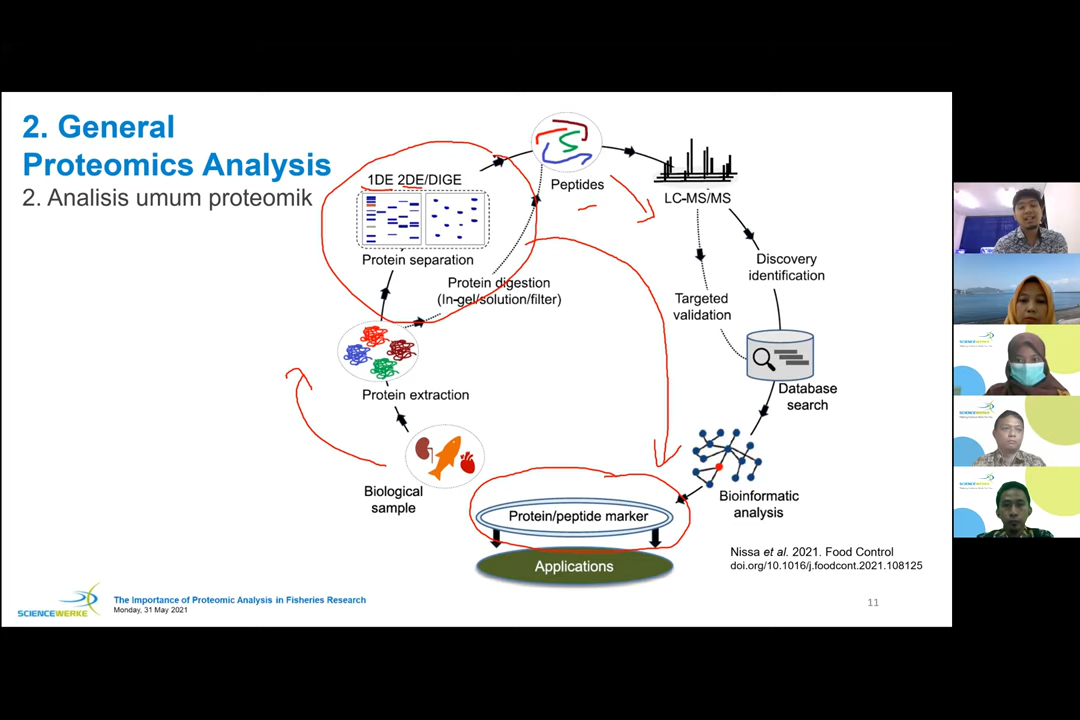 2. General
Proteomics Analysis
2. Analisis umum proteomik
1DE 2DE/DIGE
Protein separation
Peptides
LC-MS/MS
Discovery
identification
Protein digestion
(In-gel/solution/filter)
Targeted
validation
Protein extraction
Database
search
Biological
sample
Protein/peptide marker
Applications
Bioinformatic
analysis
Nissa et al. 2021. Food Control
doi.org/10.1016/j.foodcont.2021.108125
SCIENCEWERKE
The Importance of Proteomic Analysis in Fisheries Research
Monday, 31 May 2021
11
SCIENCEWERKE
SCIENCEWERKE
SCIENCEWERKE